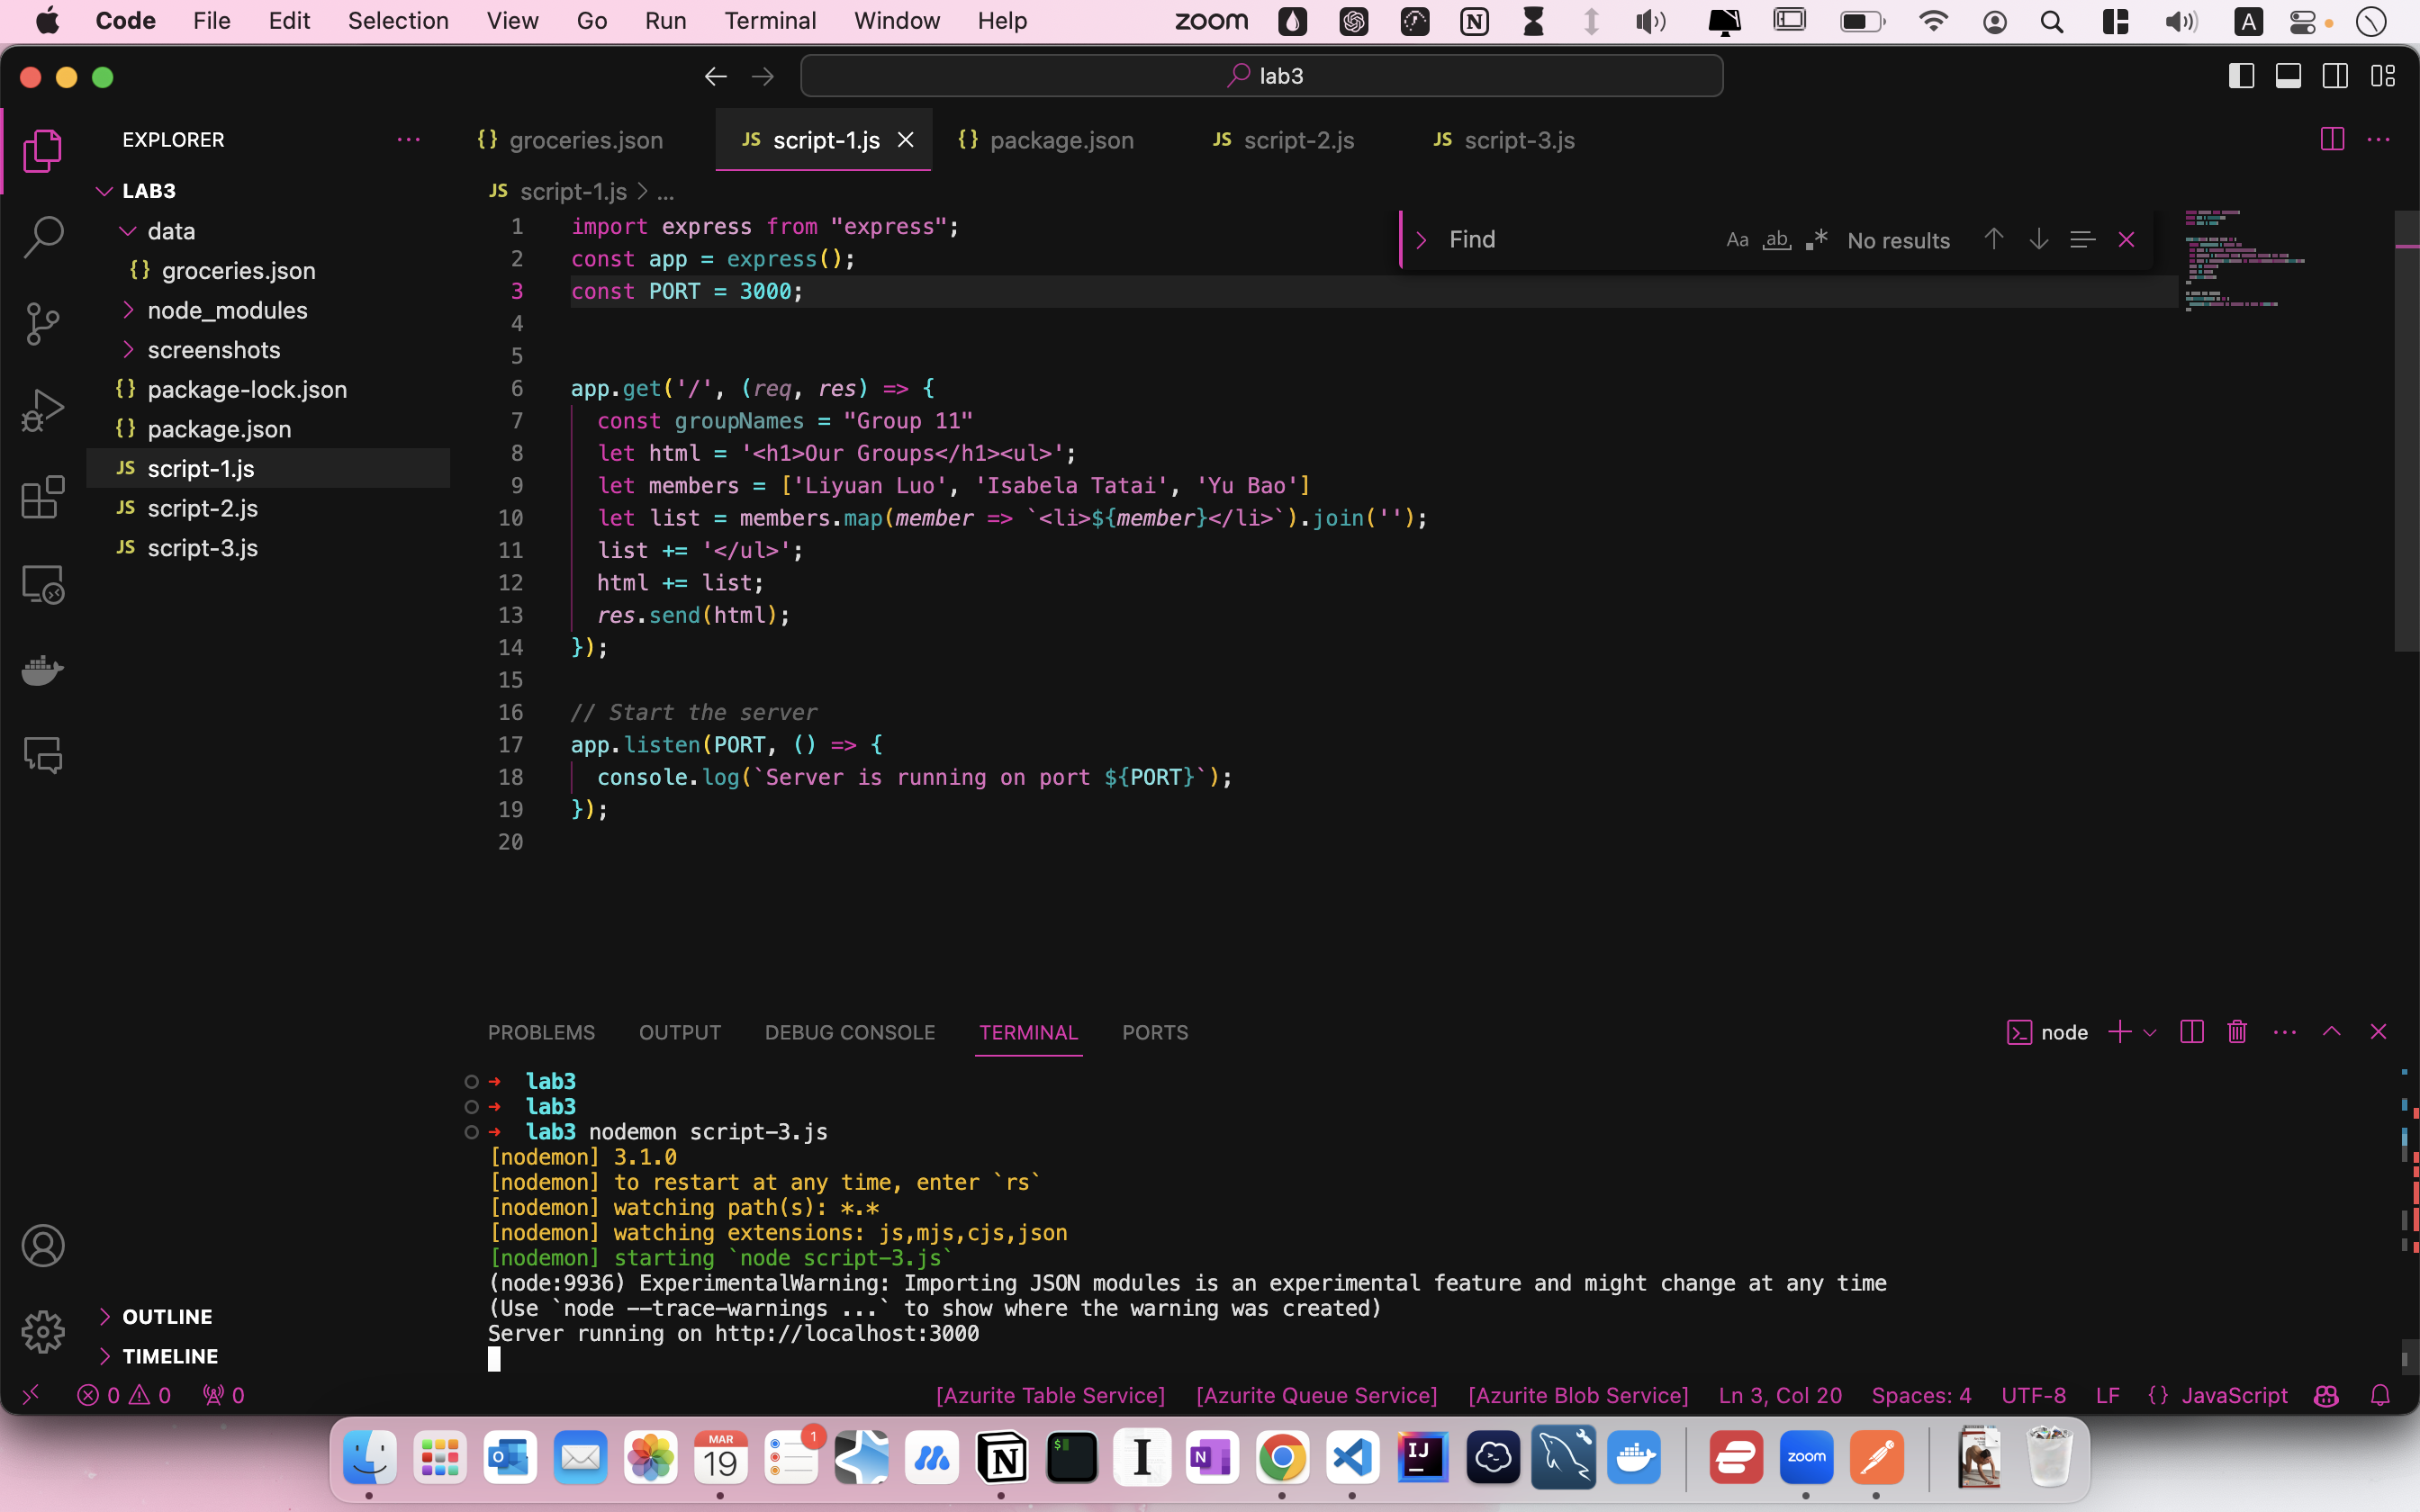 Code File Edit Selection View Go Run Terminal Window Help zoom A
lab3
EXPLORER
LAB3
data
{} groceries.json
node_modules
screenshots
{} package-lock.json
{} package.json
JS script-1.js
JS script-2.js
JS script-3.js
OUTLINE
TIMELINE
{} groceries.json JS script-1.js {} package.json JS script-2.js JS script-3.js
JS script-1.js > ...
Find Aa ab No results
1 import express from "express";
2 const app = express();
3 const PORT = 3000;
4
5
6 app.get('/', (req, res) => {
7 const groupNames = "Group 11"
8 let html = '<h1>Our Groups</h1><ul>';
9 let members = ['Liyuan Luo', 'Isabela Tatai', 'Yu Bao']
10 let list = members.map(member => `<li>${member}</li>`).join('');
11 list += '</ul>';
12 html += list;
13 res.send(html);
14 });
15
16 // Start the server
17 app.listen(PORT, () => {
18 console.log(`Server is running on port ${PORT}`);
19 });
20
PROBLEMS OUTPUT DEBUG CONSOLE TERMINAL PORTS node
➜ lab3
➜ lab3
➜ lab3 nodemon script-3.js
[nodemon] 3.1.0
[nodemon] to restart at any time, enter `rs`
[nodemon] watching path(s): *.*
[nodemon] watching extensions: js,mjs,cjs,json
[nodemon] starting `node script-3.js`
(node:9936) ExperimentalWarning: Importing JSON modules is an experimental feature and might change at any time
(Use `node --trace-warnings ...` to show where the warning was created)
Server running on http://localhost:3000
0 0 0 [Azurite Table Service] [Azurite Queue Service] [Azurite Blob Service] Ln 3, Col 20 Spaces: 4 UTF-8 LF {} JavaScript
MAR
19
1
zoom
IJ